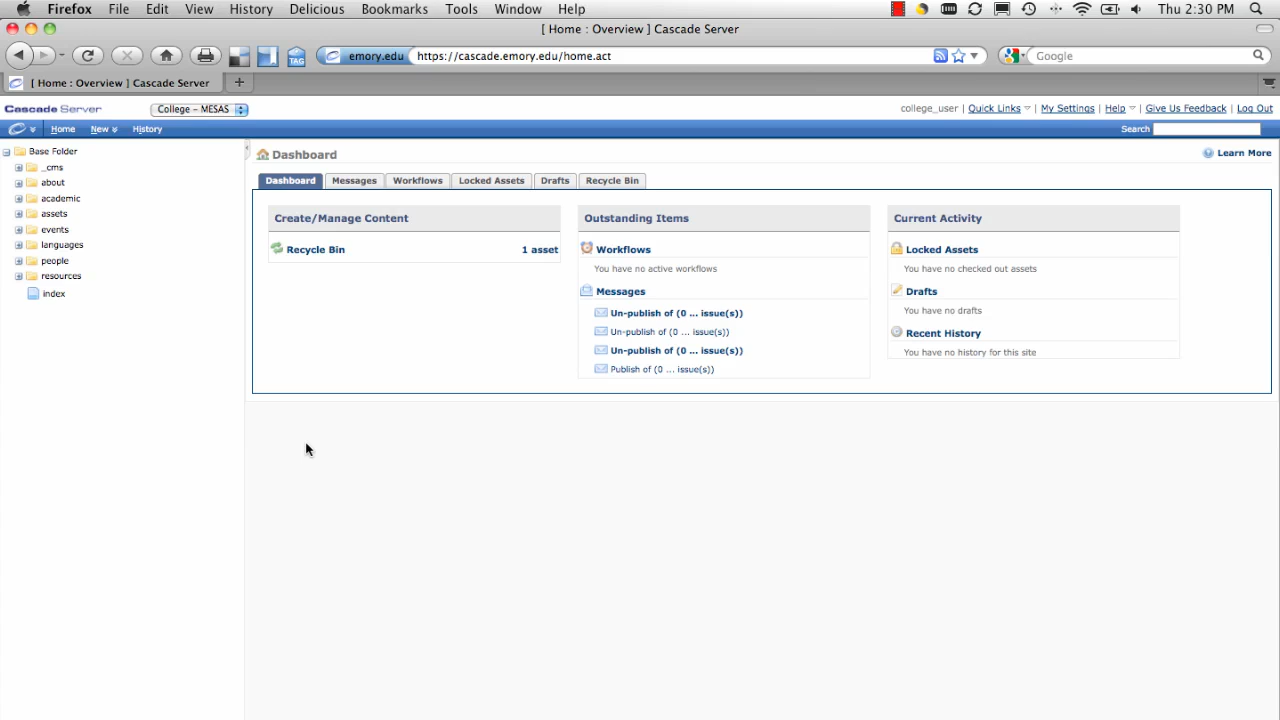 Firefox File Edit View History Delicious Bookmarks Tools Window Help Thu 2:30 PM
[ Home : Overview ] Cascade Server
TAG emory.edu https://cascade.emory.edu/home.act Google
[ Home : Overview ] Cascade Server +
Cascade Server College – MESAS college_user | Quick Links | My Settings | Help | Give Us Feedback | Log Out
Home New History Search
Base Folder
_cms
about
academic
assets
events
languages
people
resources
index
Dashboard Learn More
Dashboard Messages Workflows Locked Assets Drafts Recycle Bin
Create/Manage Content
Recycle Bin 1 asset
Outstanding Items
Workflows
You have no active workflows
Messages
Un-publish of (0 ... issue(s))
Un-publish of (0 ... issue(s))
Un-publish of (0 ... issue(s))
Publish of (0 ... issue(s))
Current Activity
Locked Assets
You have no checked out assets
Drafts
You have no drafts
Recent History
You have no history for this site